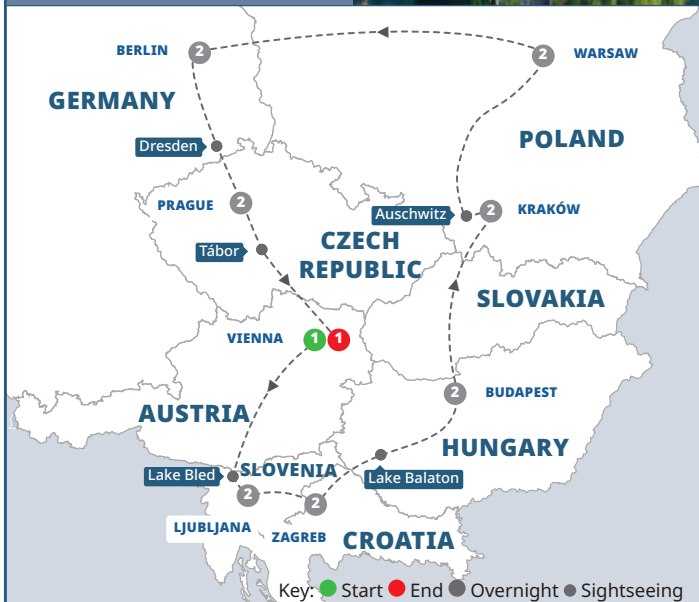 BERLIN
2
2
WARSAW
GERMANY
POLAND
Dresden
PRAGUE
2
Auschwitz
2
KRAKÓW
Tábor
CZECH
REPUBLIC
SLOVAKIA
VIENNA
1
1
2
BUDAPEST
AUSTRIA
HUNGARY
Lake Bled
SLOVENIA
Lake Balaton
2
2
LJUBLJANA
ZAGREB
CROATIA
Key: Start End Overnight Sightseeing